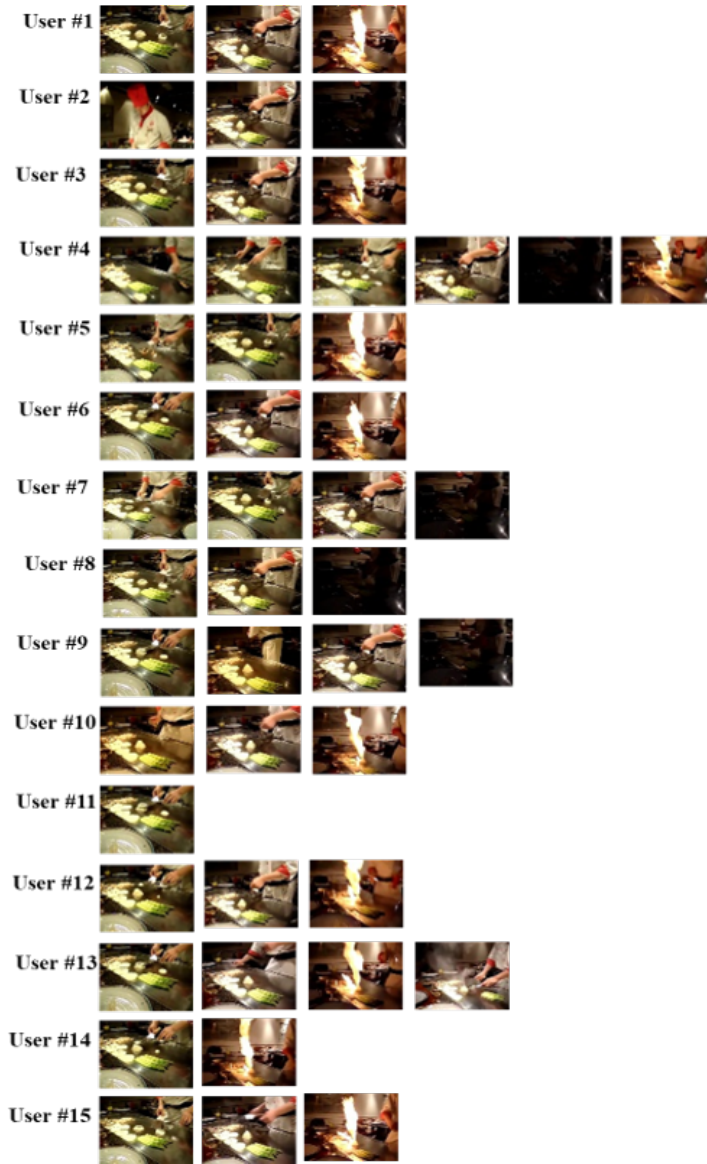 User #1
User #2
User #3
User #4
User #5
User #6
User #7
User #8
User #9
User #10
User #11
User #12
User #13
User #14
User #15